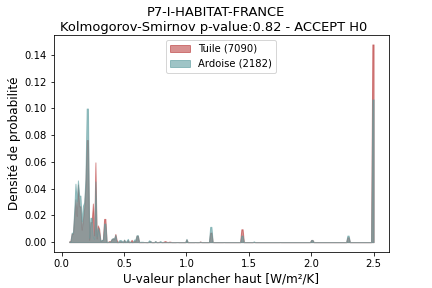 P7-I-HABITAT-FRANCE
Kolmogorov-Smirnov p-value:0.82 - ACCEPT H0
Tuile (7090)
Ardoise (2182)
Densité de probabilité
0.14
0.12
0.10
0.08
0.06
0.04
0.02
0.00
0.0 0.5 1.0 1.5 2.0 2.5
U-valeur plancher haut [W/m²/K]